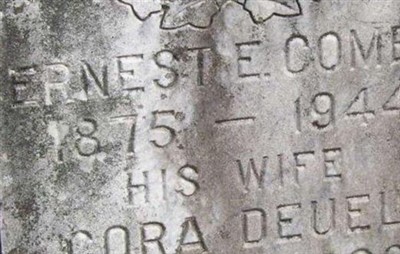 ERNEST E. COMB
1875 – 1944
HIS WIFE
CORA DEUEL